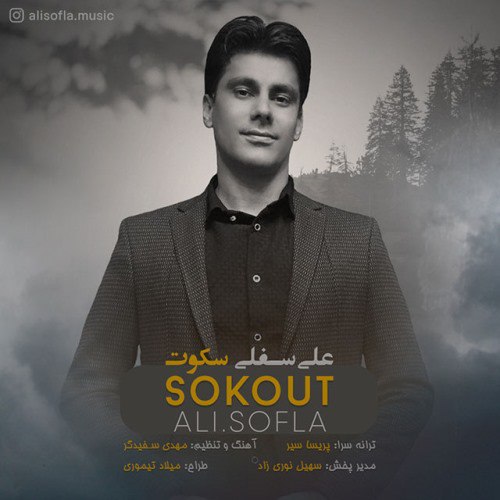 alisofla.music
علی سفلی سکوت
SOKOUT
ALI.SOFLA
ترانه سرا: پریسا سیر آهنگ و تنظیم: مهدی سفیدگر
مدیر پخش: سهیل نوری زاد طراح: میلاد تیموری